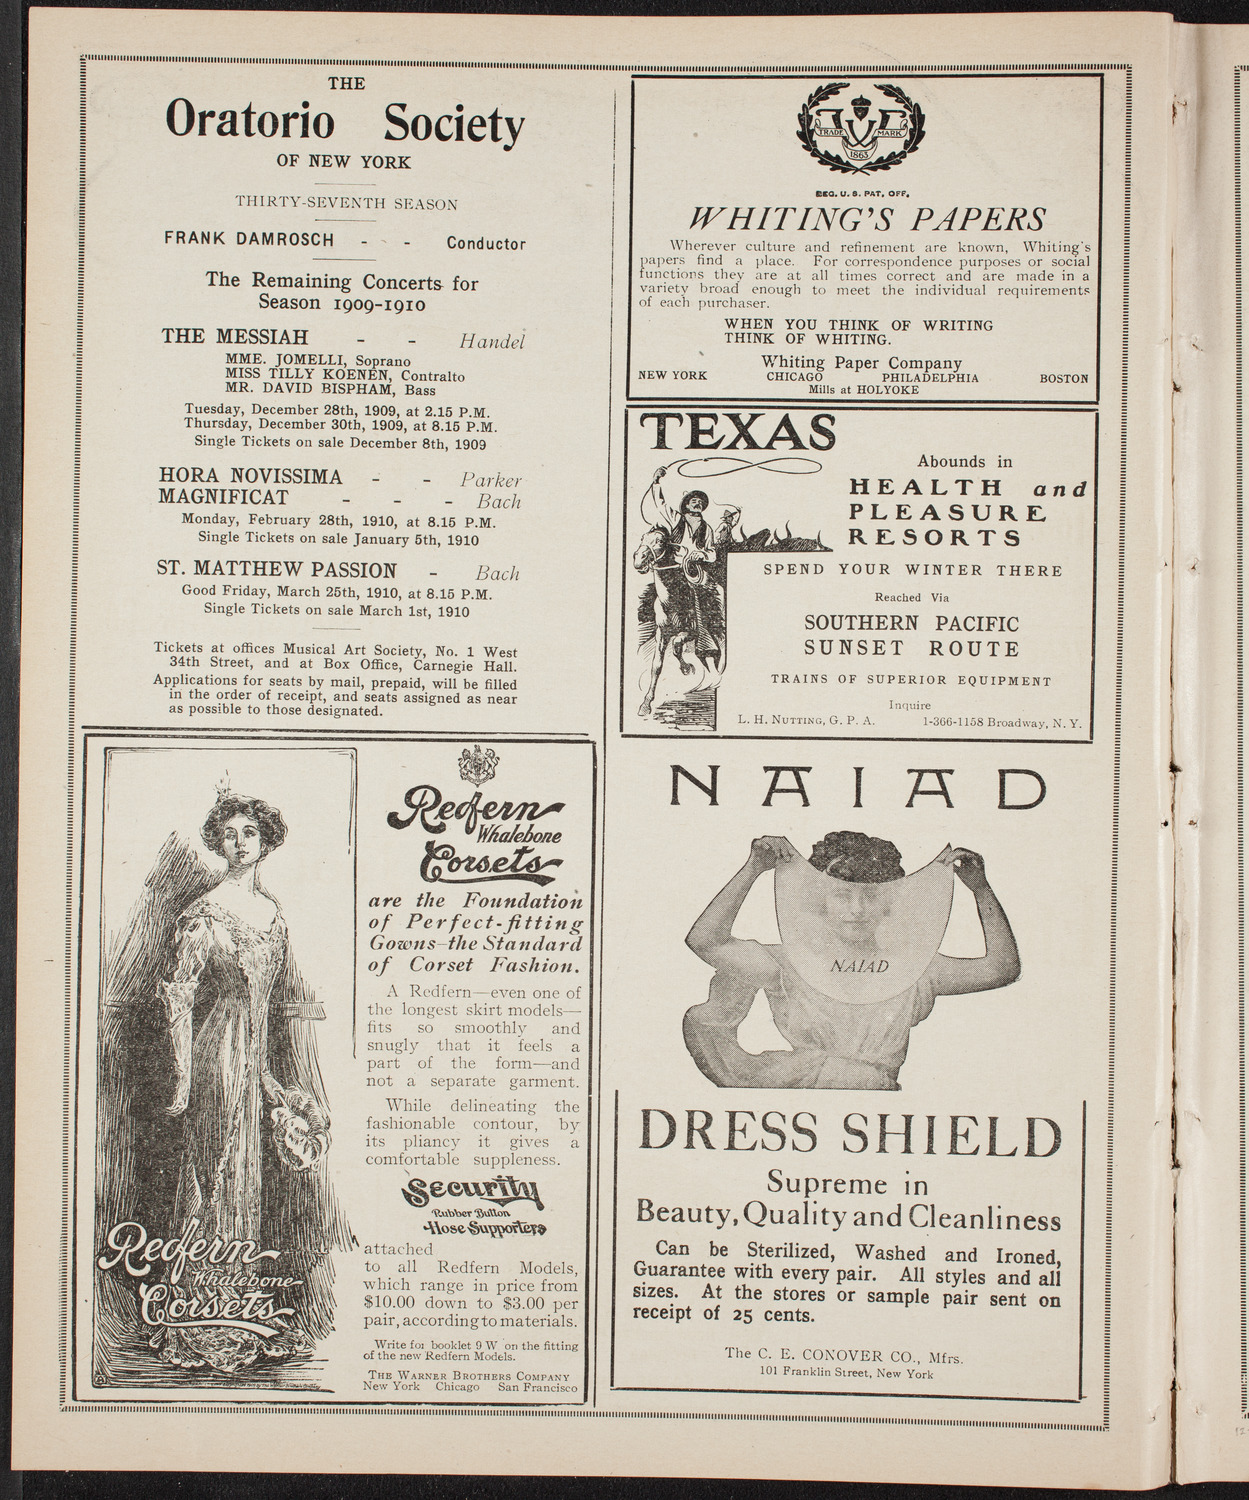 THE
Oratorio Society
OF NEW YORK
THIRTY-SEVENTH SEASON
FRANK DAMROSCH - - Conductor
The Remaining Concerts for
Season 1909-1910
THE MESSIAH - - Handel
MME. JOMELLI, Soprano
MISS TILLY KOENEN, Contralto
MR. DAVID BISPHAM, Bass
Tuesday, December 28th, 1909, at 2.15 P.M.
Thursday, December 30th, 1909, at 8.15 P.M.
Single Tickets on sale December 8th, 1909
HORA NOVISSIMA - - Parker
MAGNIFICAT - - - Bach
Monday, February 28th, 1910, at 8.15 P.M.
Single Tickets on sale January 5th, 1910
ST. MATTHEW PASSION - Bach
Good Friday, March 25th, 1910, at 8.15 P.M.
Single Tickets on sale March 1st, 1910
Tickets at offices Musical Art Society, No. 1 West
34th Street, and at Box Office, Carnegie Hall.
Applications for seats by mail, prepaid, will be filled
in the order of receipt, and seats assigned as near
as possible to those designated.
Redfern
Whalebone
Corsets
are the Foundation
of Perfect-fitting
Gowns—the Standard
of Corset Fashion.
A Redfern—even one of
the longest skirt models—
fits so smoothly and
snugly that it feels a
part of the form—and
not a separate garment.
While delineating the
fashionable contour, by
its pliancy it gives a
comfortable suppleness.
Security
Rubber Button
Hose Supporters
attached
to all Redfern Models,
which range in price from
$10.00 down to $3.00 per
pair, according to materials.
Write for booklet 9 W on the fitting
of the new Redfern Models.
THE WARNER BROTHERS COMPANY
New York Chicago San Francisco
Redfern
Whalebone
Corsets
TRADE MARK
1865
REG. U. S. PAT. OFF.
WHITING'S PAPERS
Wherever culture and refinement are known, Whiting's
papers find a place. For correspondence purposes or social
functions they are at all times correct and are made in a
variety broad enough to meet the individual requirements
of each purchaser.
WHEN YOU THINK OF WRITING
THINK OF WHITING.
Whiting Paper Company
NEW YORK CHICAGO PHILADELPHIA BOSTON
Mills at HOLYOKE
TEXAS
Abounds in
HEALTH and
PLEASURE
RESORTS
SPEND YOUR WINTER THERE
Reached Via
SOUTHERN PACIFIC
SUNSET ROUTE
TRAINS OF SUPERIOR EQUIPMENT
Inquire
L. H. NUTTING, G. P. A. 1-366-1158 Broadway, N. Y.
NAIAD
NAIAD
DRESS SHIELD
Supreme in
Beauty, Quality and Cleanliness
Can be Sterilized, Washed and Ironed,
Guarantee with every pair. All styles and all
sizes. At the stores or sample pair sent on
receipt of 25 cents.
The C. E. CONOVER CO., Mfrs.
101 Franklin Street, New York